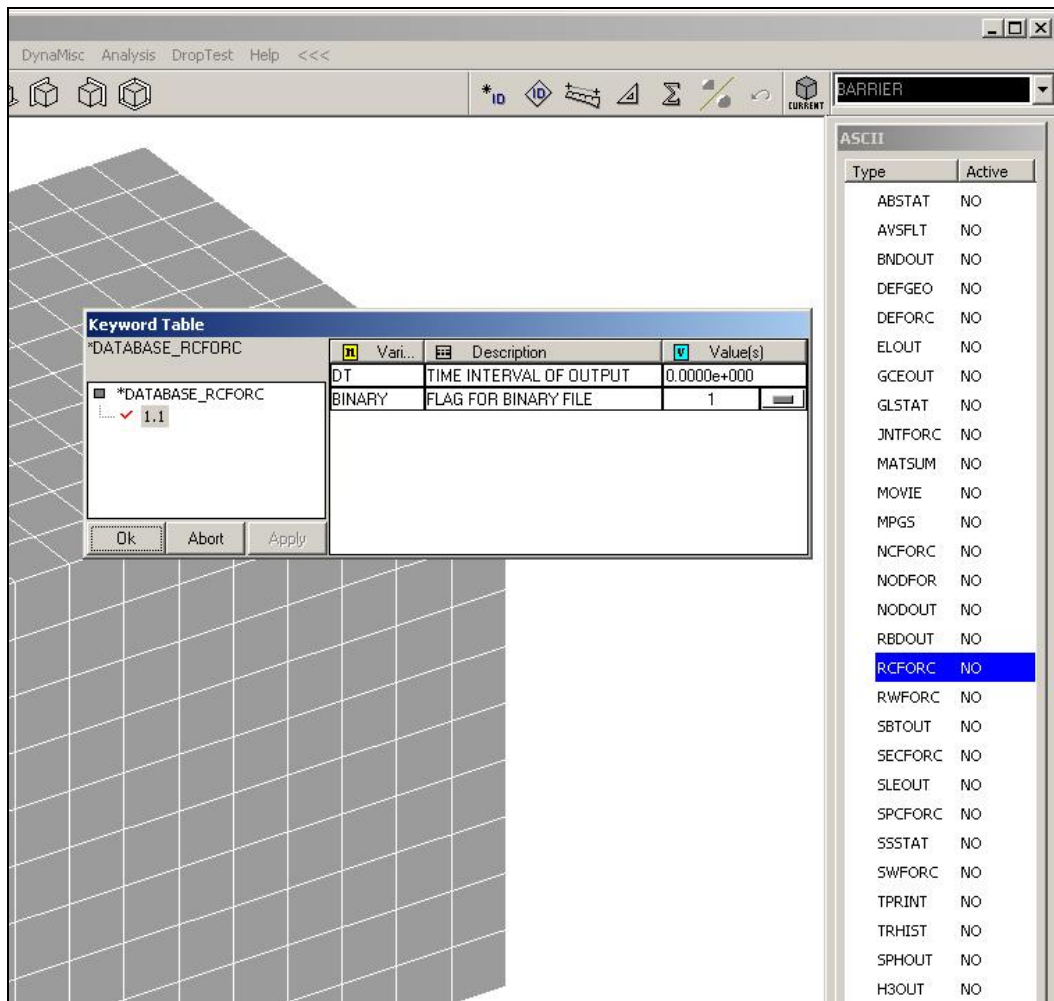 DynaMisc Analysis DropTest Help <<<
*ID ID CURRENT BARRIER
ASCII
Type Active
ABSTAT NO
AVSFLT NO
BNDOUT NO
DEFGEO NO
DEFORC NO
ELOUT NO
GCEOUT NO
GLSTAT NO
JNTFORC NO
MATSUM NO
MOVIE NO
MPGS NO
NCFORC NO
NODFOR NO
NODOUT NO
RBDOUT NO
RCFORC NO
RWFORC NO
SBTOUT NO
SECFORC NO
SLEOUT NO
SPCFORC NO
SSSTAT NO
SWFORC NO
TPRINT NO
TRHIST NO
SPHOUT NO
H3OUT NO
Keyword Table
*DATABASE_RCFORC
*DATABASE_RCFORC
1.1
Ok Abort Apply
n Vari... Description v Value(s)
DT TIME INTERVAL OF OUTPUT 0.0000e+000
BINARY FLAG FOR BINARY FILE 1